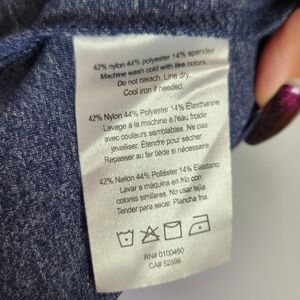 42% nylon 44% polyester 14% spandex
Machine wash cold with like colors.
Do not bleach. Line dry.
Cool iron if needed.
42% Nylon 44% Polyester 14% Élasthanne
Lavage à la machine à l'eau froide
avec couleurs semblables. Ne pas
javelliser. Étendre pour sécher.
Repasser au fer tiède si nécessaire.
42% Nailon 44% Poliéster 14% Elastano
Lavar a máquina en frío con
colores similares. No usar lejía.
Tender para secar. Plancha fría.
RN# 0100460
CA# 52596